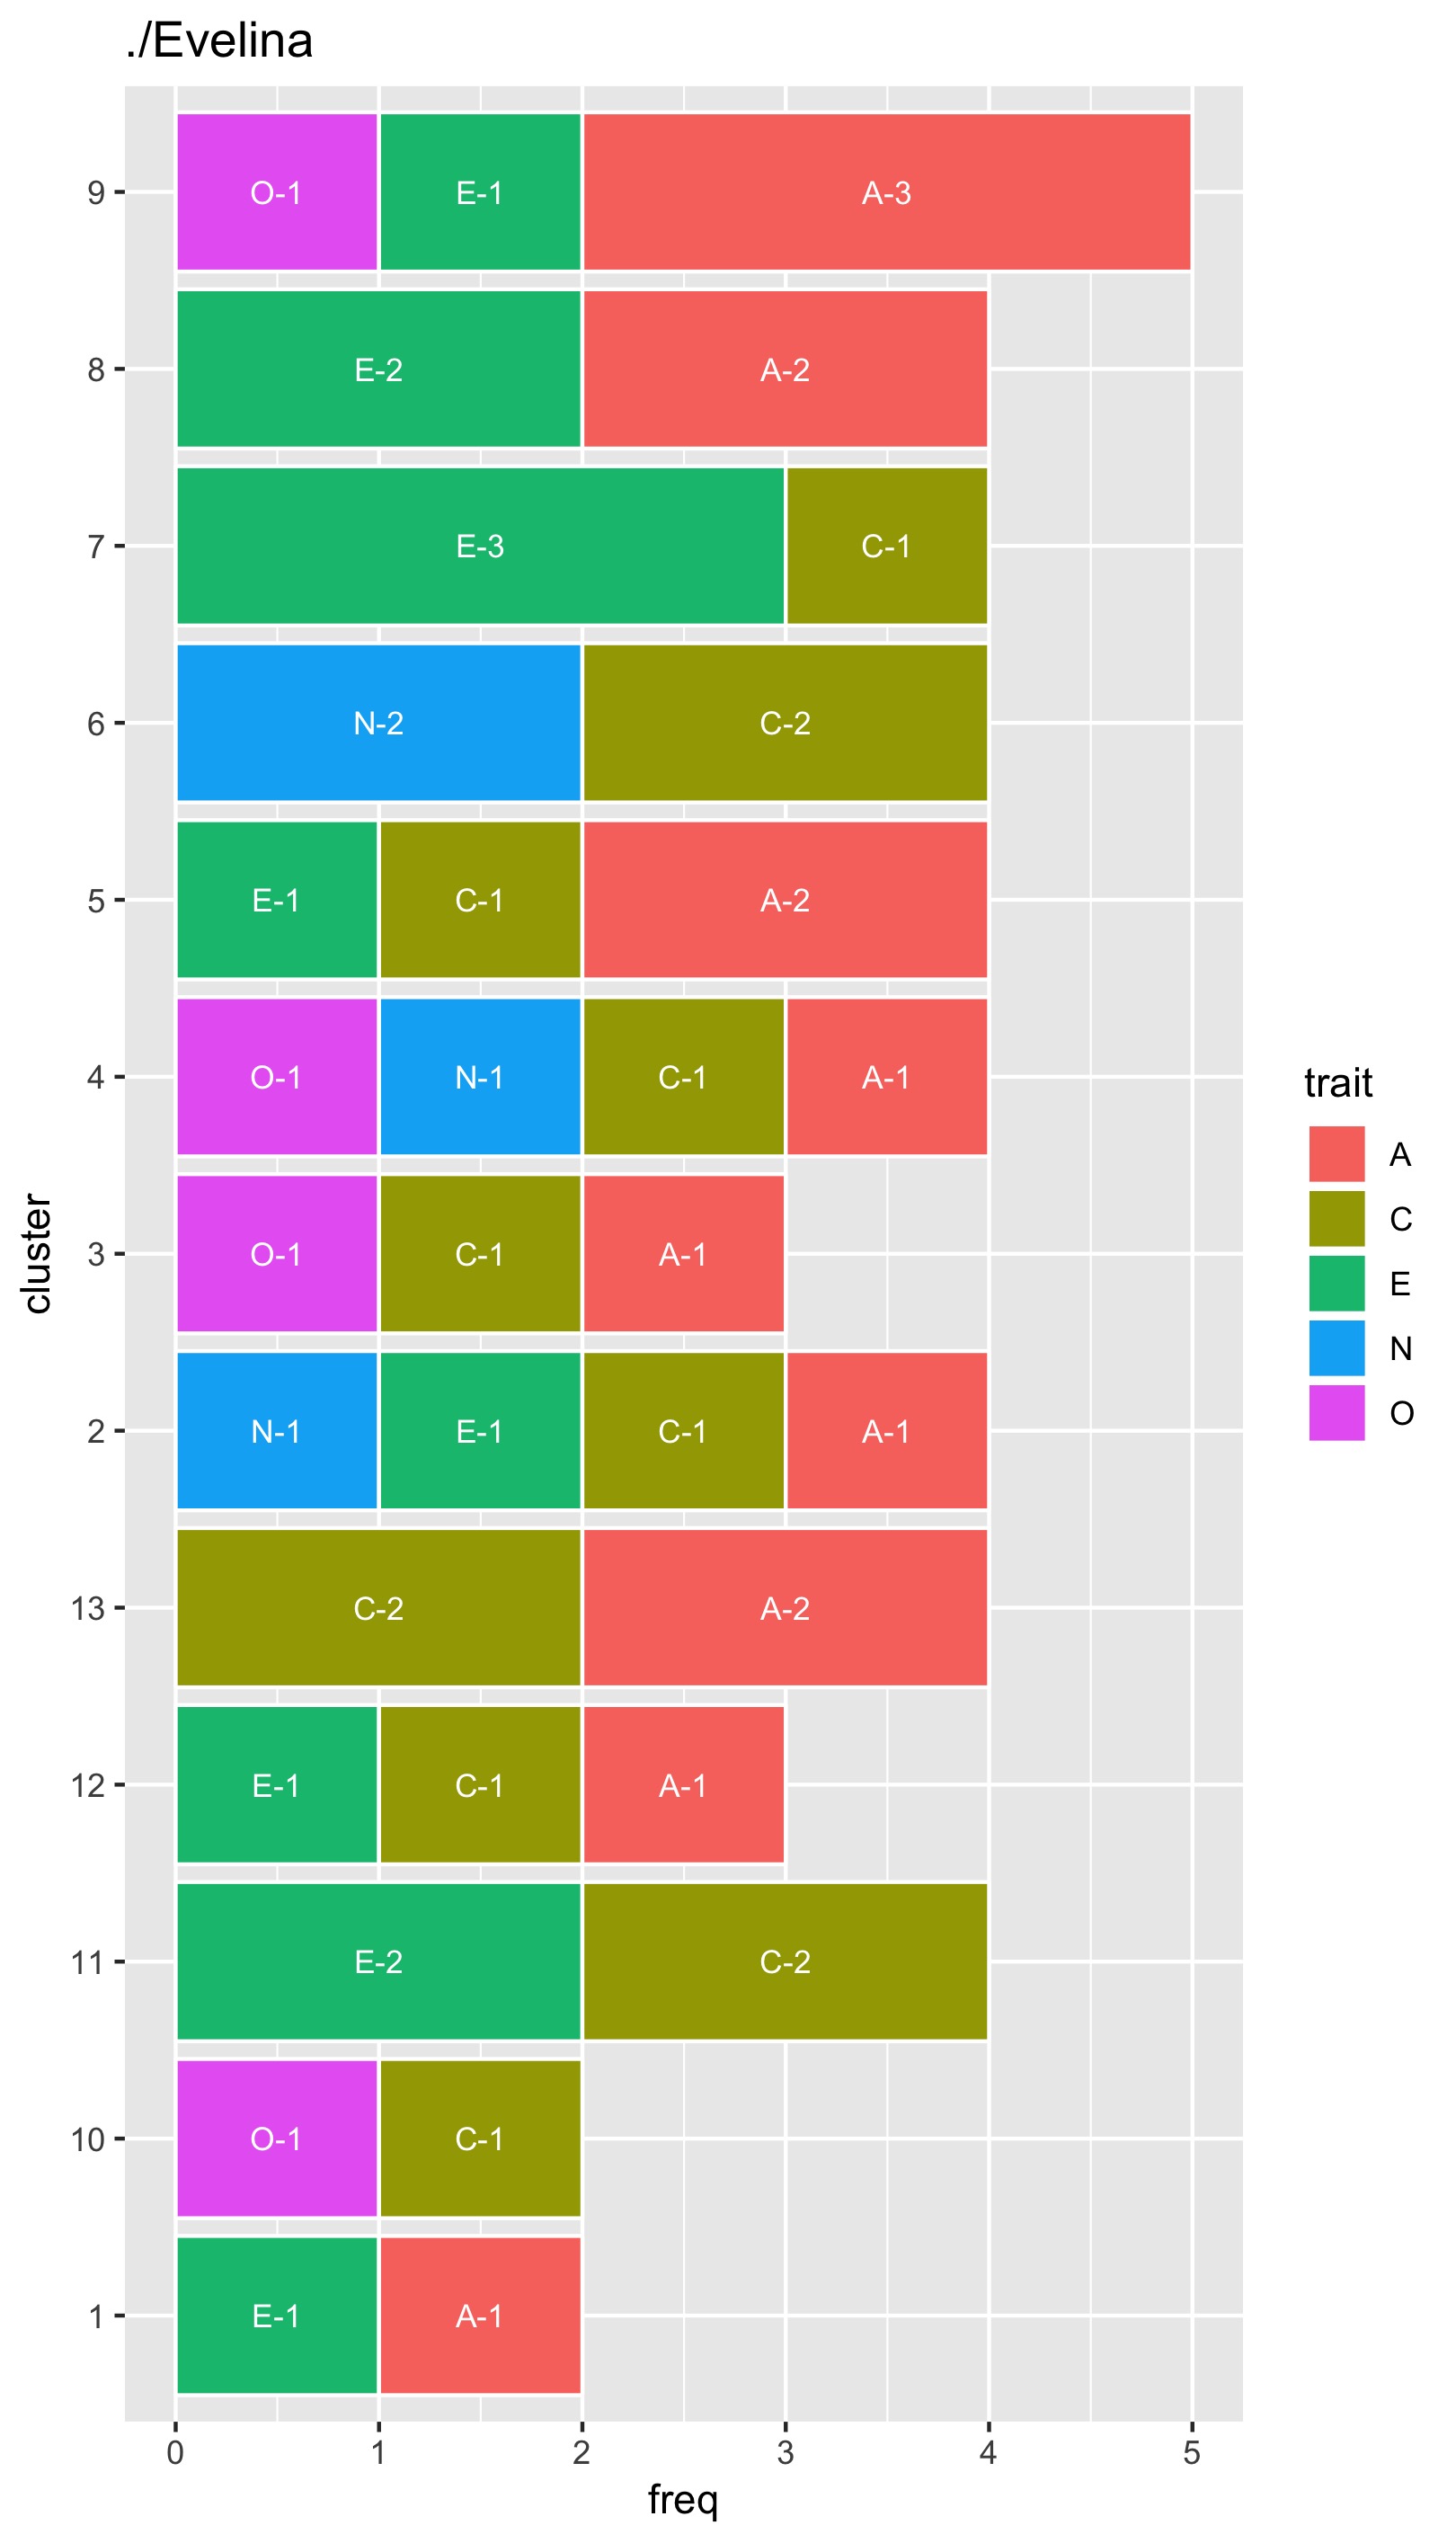 ./Evelina
9 O-1 E-1 A-3
8 E-2 A-2
7 E-3 C-1
6 N-2 C-2
5 E-1 C-1 A-2
4 O-1 N-1 C-1 A-1
3 O-1 C-1 A-1
2 N-1 E-1 C-1 A-1
13 C-2 A-2
12 E-1 C-1 A-1
11 E-2 C-2
10 O-1 C-1
1 E-1 A-1
0 1 2 3 4 5
freq
cluster
trait
A
C
E
N
O